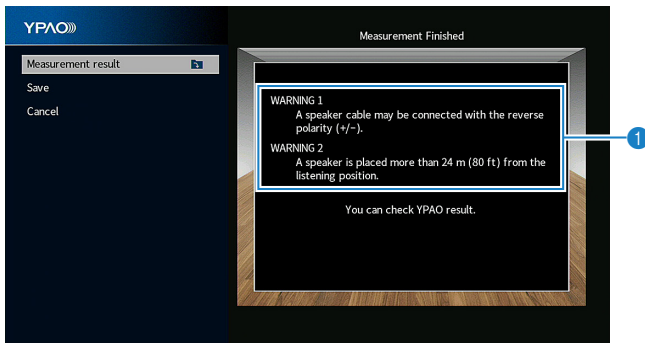 YPAO
Measurement Finished
Measurement result
Save
Cancel
WARNING 1
A speaker cable may be connected with the reverse
polarity (+/-).
WARNING 2
A speaker is placed more than 24 m (80 ft) from the
listening position.
You can check YPAO result.
1